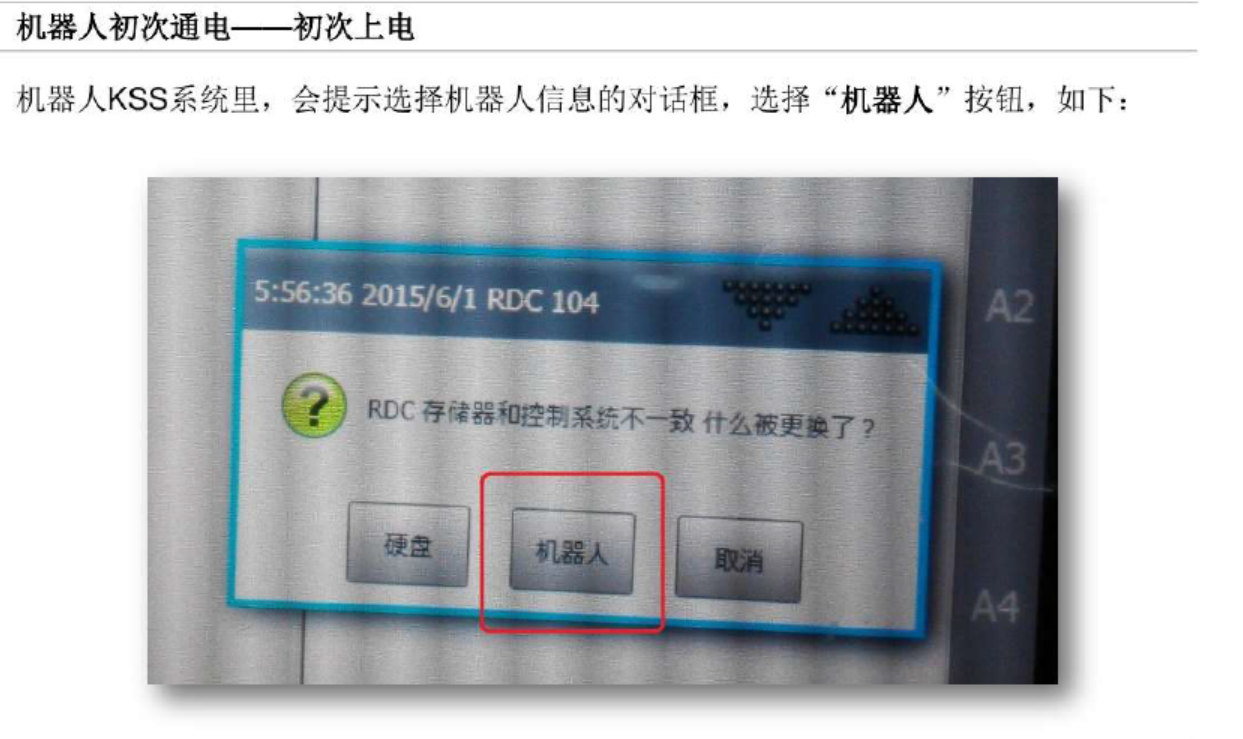 机器人初次通电——初次上电
机器人KSS系统里，会提示选择机器人信息的对话框，选择“机器人”按钮，如下：
5:56:36 2015/6/1 RDC 104
A2
RDC 存储器和控制系统不一致 什么被更换了？
A3
硬盘 机器人 取消
A4